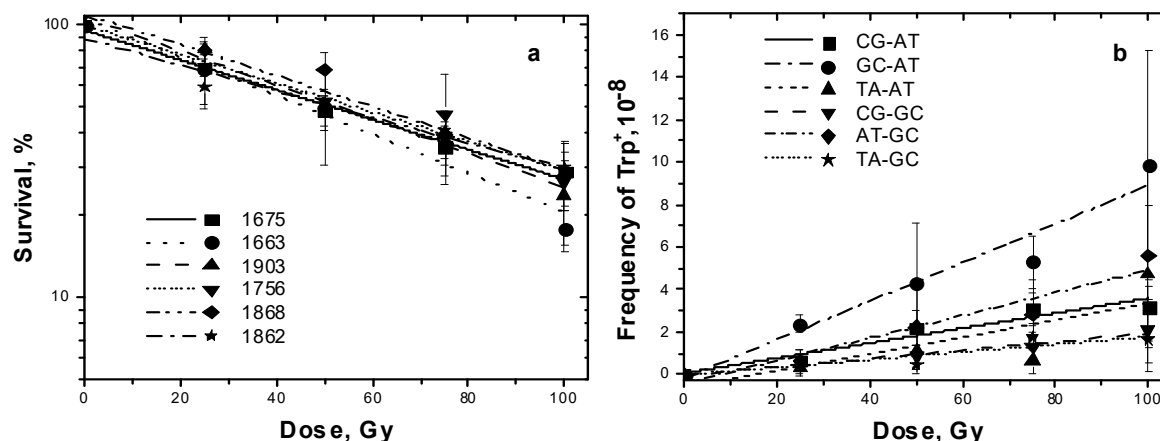 a
100
10
Survival, %
1675
1663
1903
1756
1868
1862
0 20 40 60 80 100
Dose, Gy
b
16
14
12
10
8
6
4
2
0
Frequency of Trp+, 10-8
CG-AT
GC-AT
TA-AT
CG-GC
AT-GC
TA-GC
0 20 40 60 80 100
Dose, Gy